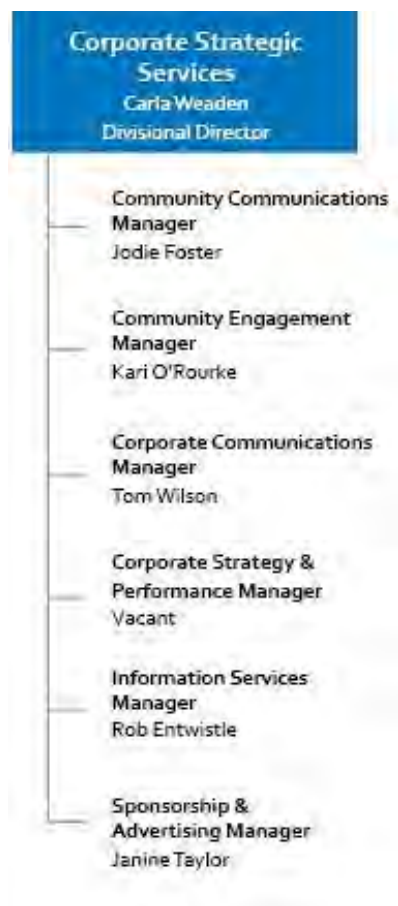 Corporate Strategic
Services
Carla Weaden
Divisional Director
Community Communications
Manager
Jodie Foster
Community Engagement
Manager
Kari O'Rourke
Corporate Communications
Manager
Tom Wilson
Corporate Strategy &
Performance Manager
Vacant
Information Services
Manager
Rob Entwistle
Sponsorship &
Advertising Manager
Janine Taylor